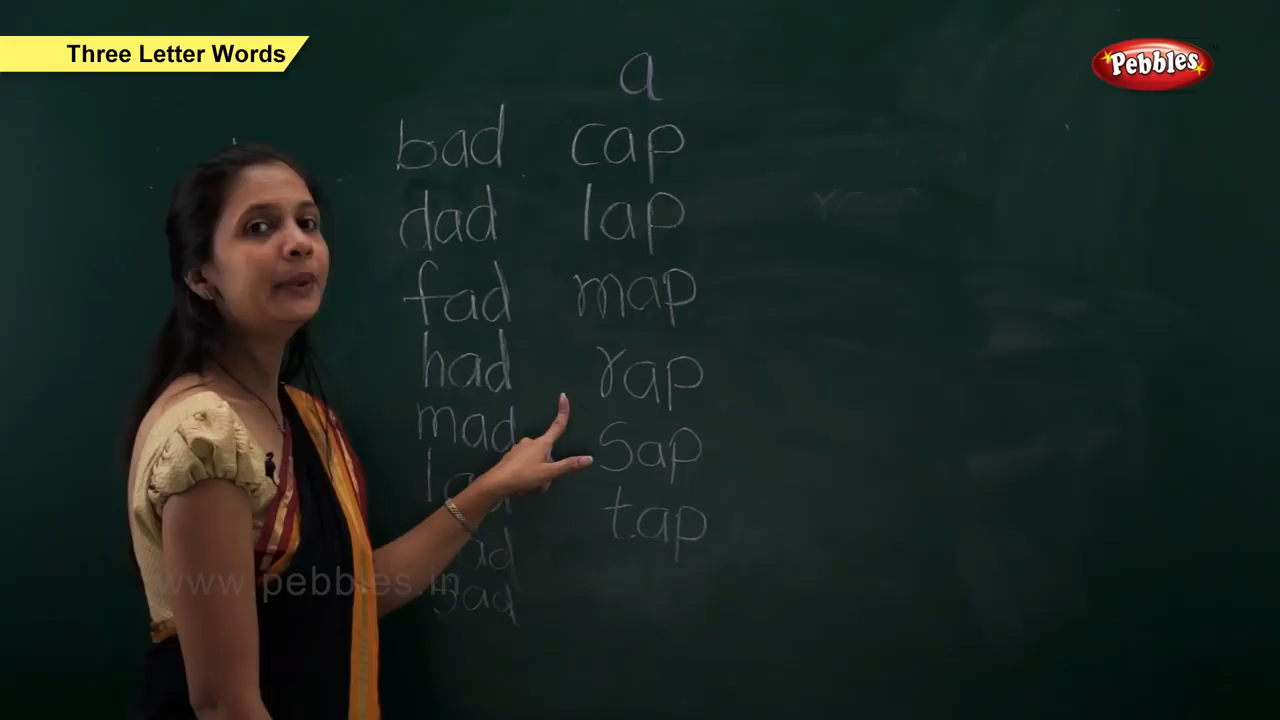 Three Letter Words
Pebbles
a
bad cap
dad lap
fad map
had rap
mad sap
tap
www.pebbles.in